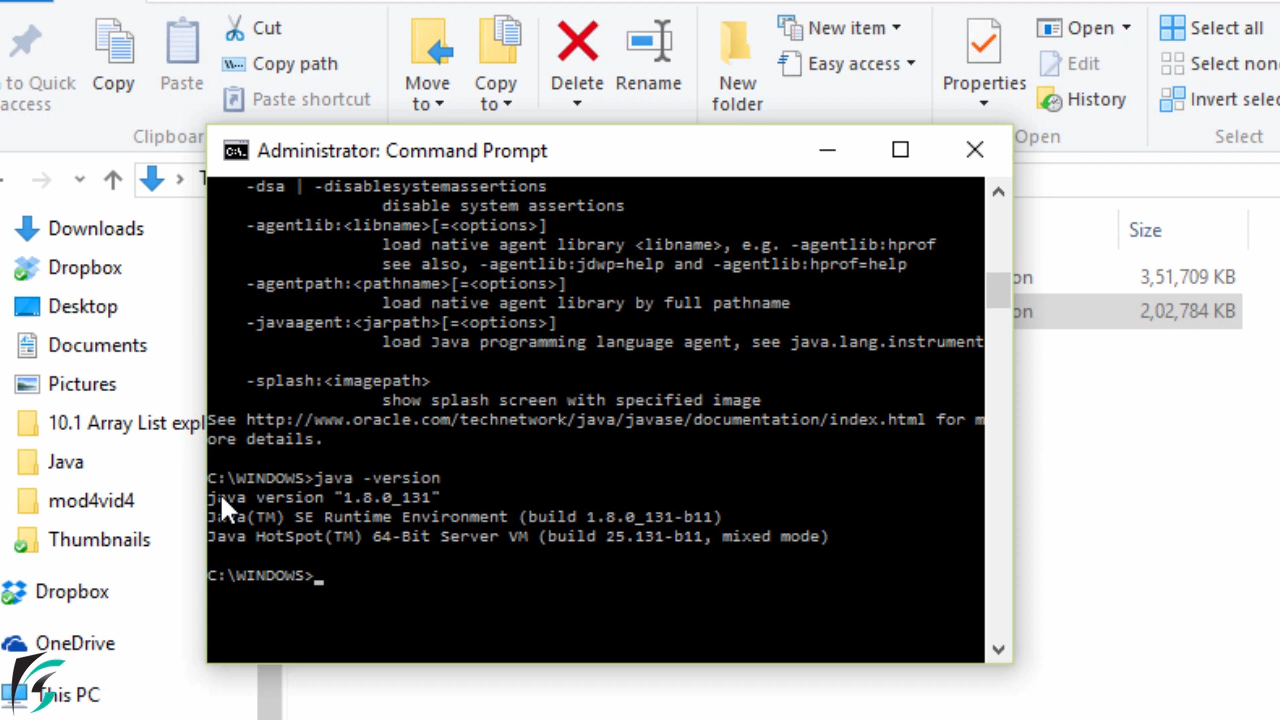 Cut
New item
Open
Select all
Copy path
Easy access
Edit
Select none
to Quick
access
Copy
Paste
Paste shortcut
Move
to
Copy
to
Delete
Rename
New
folder
Properties
History
Invert selec
Clipboar
Open
Select
Administrator: Command Prompt
Size
Downloads
Dropbox
Desktop
Documents
Pictures
10.1 Array List expl
Java
mod4vid4
Thumbnails
Dropbox
OneDrive
This PC
on 3,51,709 KB
on 2,02,784 KB
-dsa | -disablesystemassertions
disable system assertions
-agentlib:<libname>[=<options>]
load native agent library <libname>, e.g. -agentlib:hprof
see also, -agentlib:jdwp=help and -agentlib:hprof=help
-agentpath:<pathname>[=<options>]
load native agent library by full pathname
-javaagent:<jarpath>[=<options>]
load Java programming language agent, see java.lang.instrument
-splash:<imagepath>
show splash screen with specified image
See http://www.oracle.com/technetwork/java/javase/documentation/index.html for m
ore details.
C:\WINDOWS>java -version
java version "1.8.0_131"
Java(TM) SE Runtime Environment (build 1.8.0_131-b11)
Java HotSpot(TM) 64-Bit Server VM (build 25.131-b11, mixed mode)
C:\WINDOWS>_